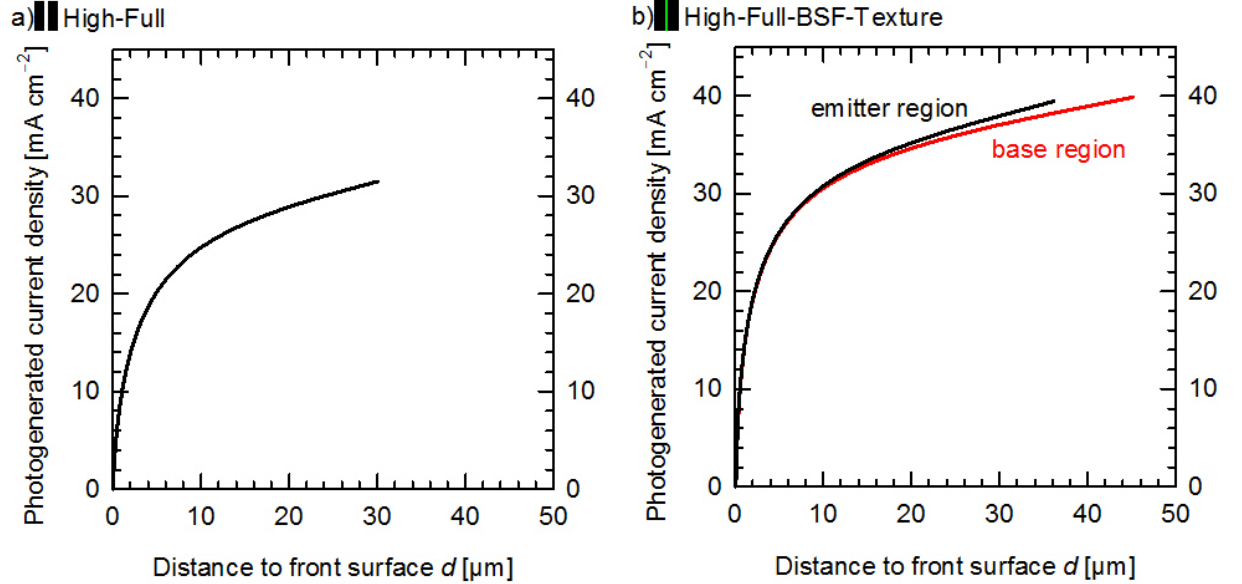 a) High-Full
Photogenerated current density [mA cm⁻²]
40
30
20
10
0
40
30
20
10
0
0 10 20 30 40 50
Distance to front surface d [µm]
b) High-Full-BSF-Texture
Photogenerated current density [mA cm⁻²]
40
30
20
10
0
emitter region
base region
40
30
20
10
0
0 10 20 30 40 50
Distance to front surface d [µm]